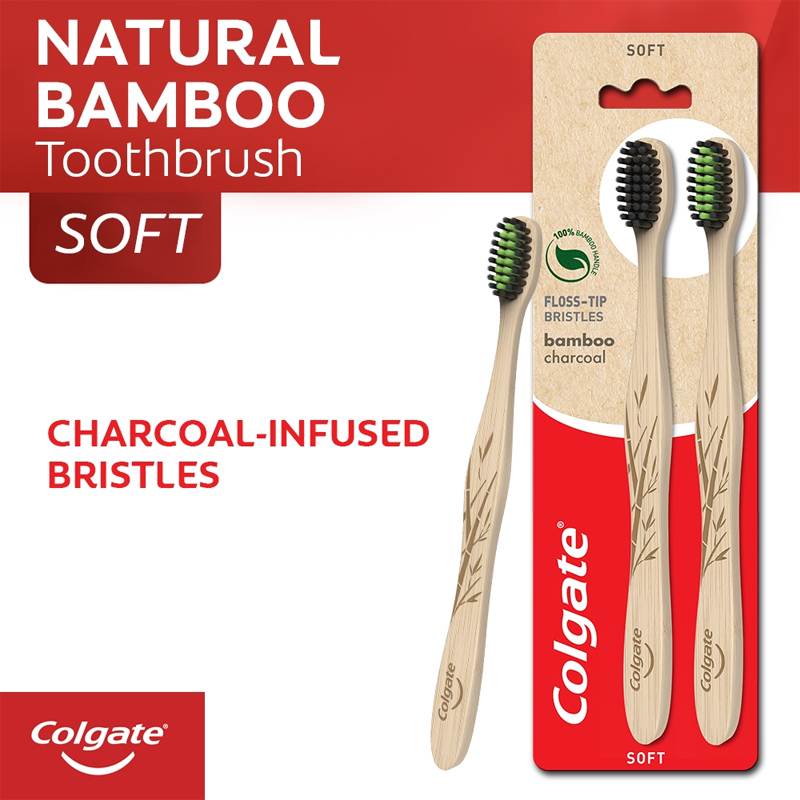 NATURAL
BAMBOO
Toothbrush
SOFT
CHARCOAL-INFUSED
BRISTLES
Colgate®
SOFT
100% BAMBOO HANDLE
FLOSS-TIP
BRISTLES
bamboo
charcoal
Colgate®
SOFT
Colgate
Colgate
Colgate